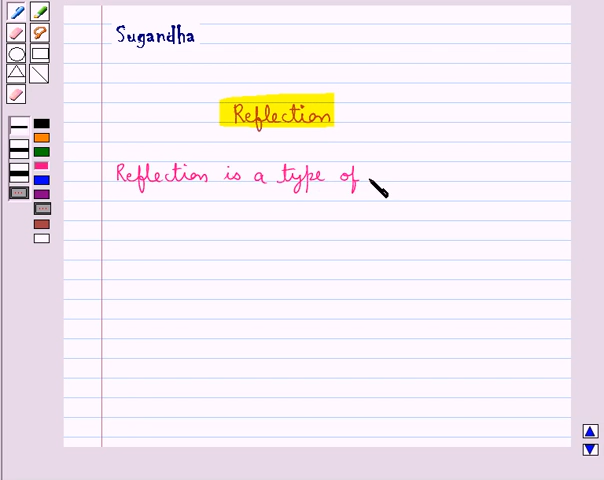 Sugandha
Reflection
Reflection is a type of